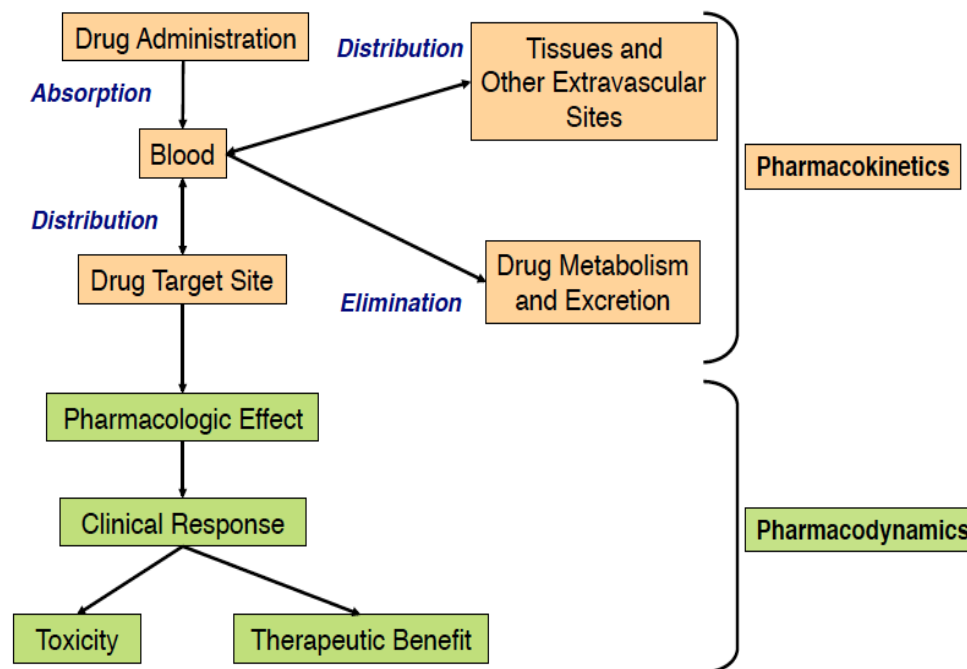 Drug Administration
Distribution
Tissues and
Other Extravascular
Sites
Absorption
Blood
Pharmacokinetics
Distribution
Drug Target Site
Drug Metabolism
and Excretion
Elimination
Pharmacologic Effect
Clinical Response
Pharmacodynamics
Toxicity
Therapeutic Benefit